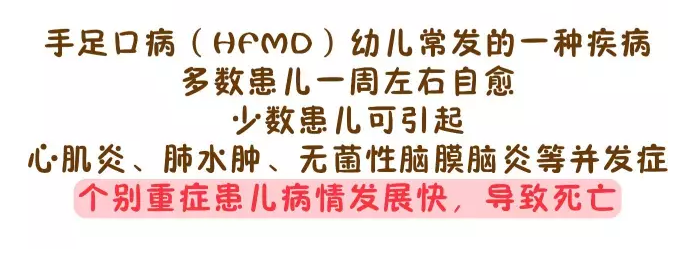 手足口病（HFMD）幼儿常发的一种疾病
多数患儿一周左右自愈
少数患儿可引起
心肌炎、肺水肿、无菌性脑膜脑炎等并发症
个别重症患儿病情发展快，导致死亡